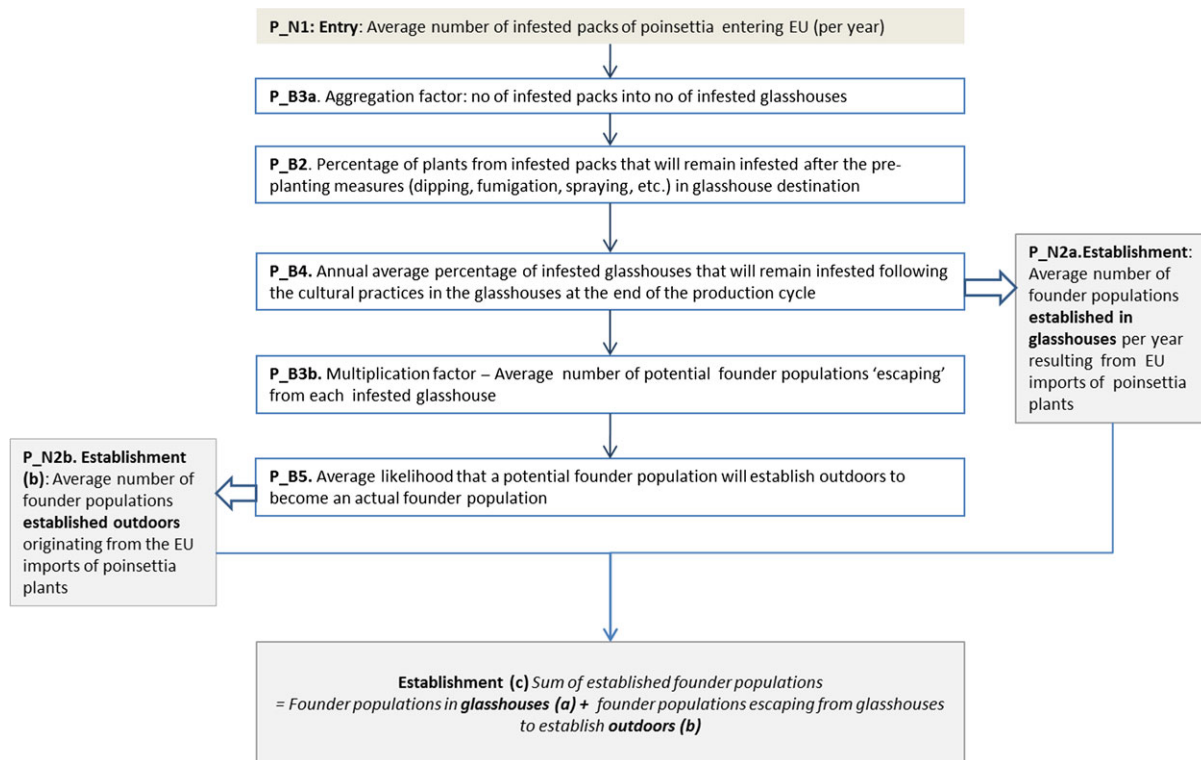 P_N1: Entry: Average number of infested packs of poinsettia entering EU (per year)
P_B3a. Aggregation factor: no of infested packs into no of infested glasshouses
P_B2. Percentage of plants from infested packs that will remain infested after the pre-
planting measures (dipping, fumigation, spraying, etc.) in glasshouse destination
P_B4. Annual average percentage of infested glasshouses that will remain infested following
the cultural practices in the glasshouses at the end of the production cycle
P_N2a.Establishment:
Average number of
founder populations
established in
glasshouses per year
resulting from EU
imports of poinsettia
plants
P_B3b. Multiplication factor – Average number of potential founder populations ‘escaping’
from each infested glasshouse
P_B5. Average likelihood that a potential founder population will establish outdoors to
become an actual founder population
P_N2b. Establishment
(b): Average number of
founder populations
established outdoors
originating from the EU
imports of poinsettia
plants
Establishment (c) Sum of established founder populations
= Founder populations in glasshouses (a) + founder populations escaping from glasshouses
to establish outdoors (b)